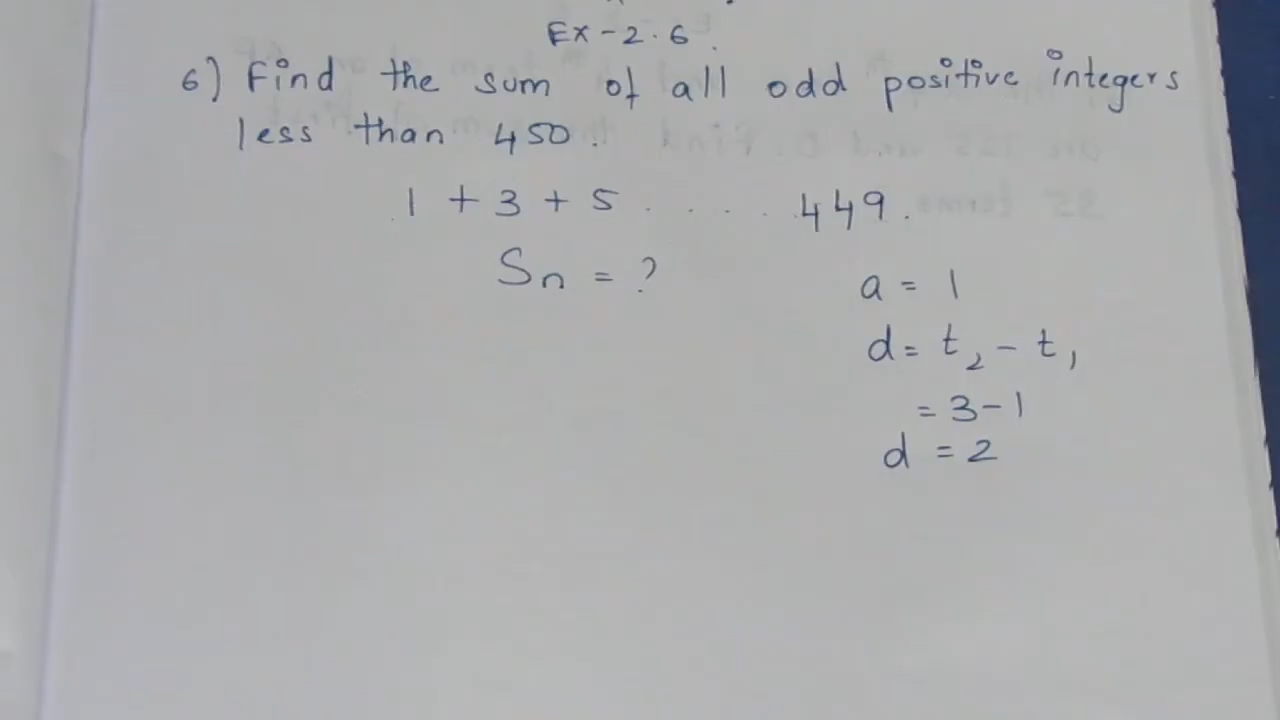 Ex-2.6.
6) Find the sum of all odd positive integers
less than 450.
1 + 3 + 5 . . . . . 449.
Sn = ?
a = 1
d = t2 - t1
= 3-1
d = 2